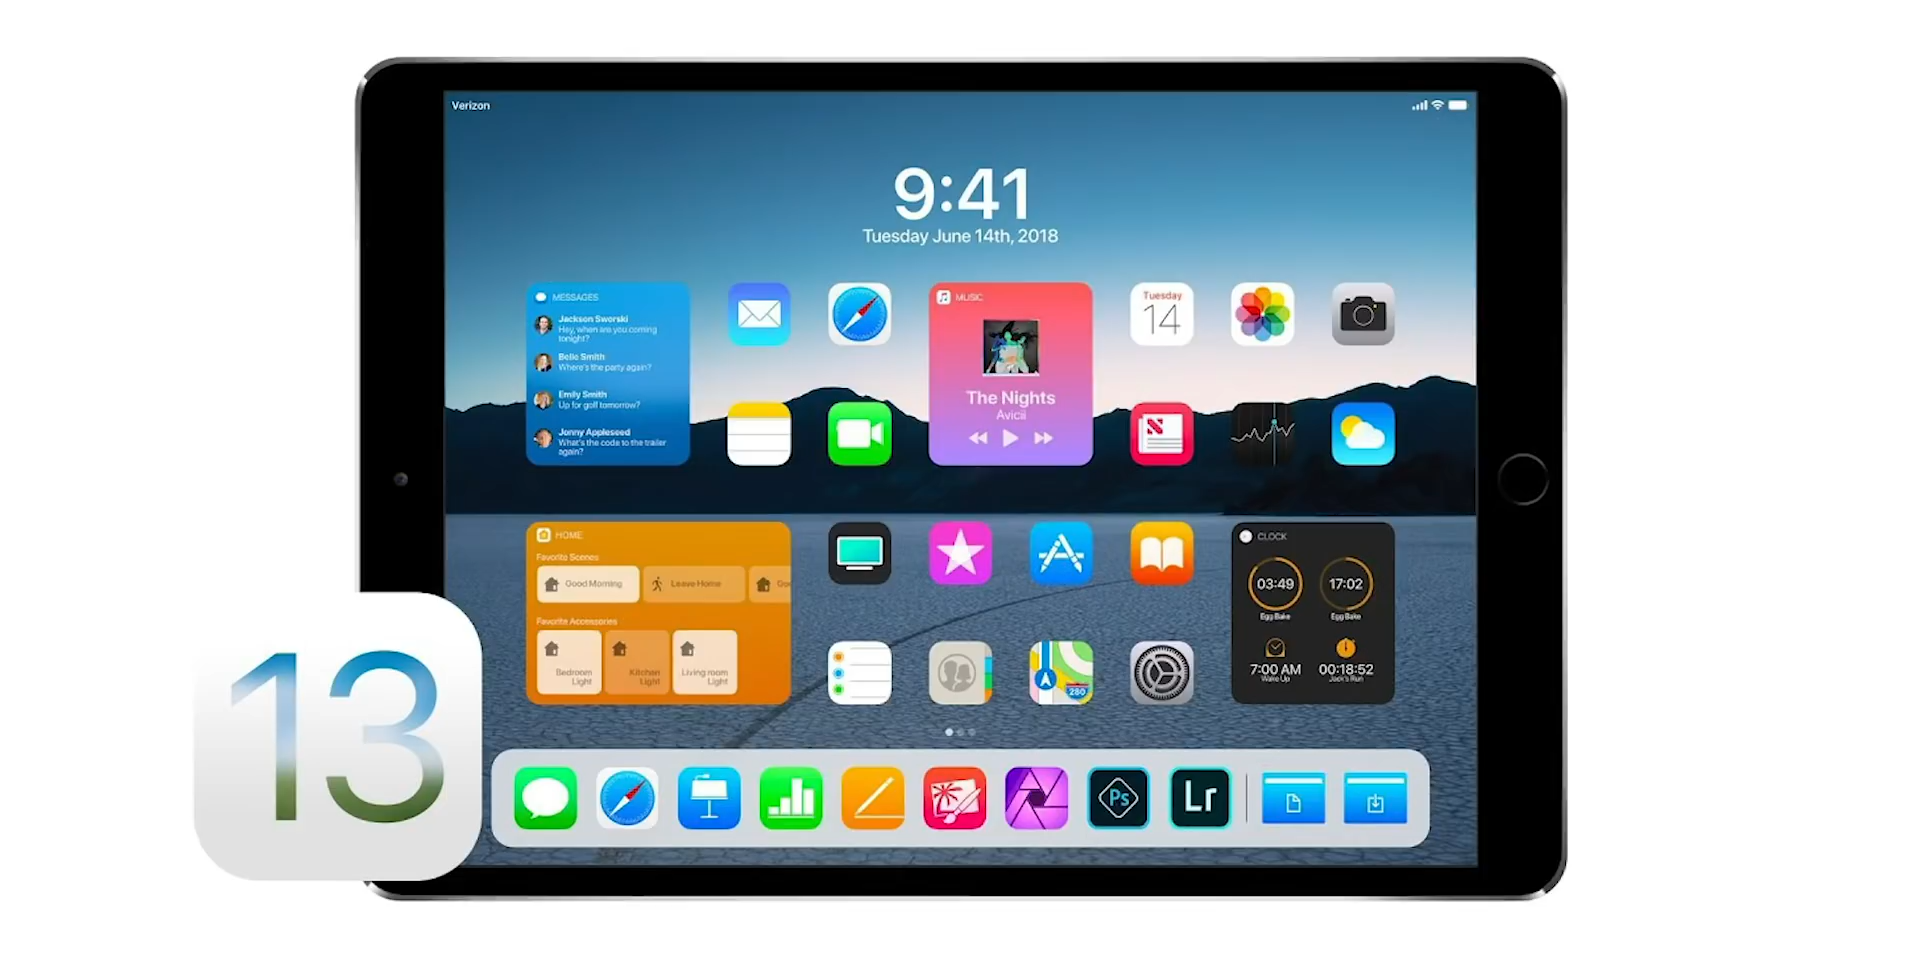 Verizon
9:41
Tuesday June 14th, 2018
MESSAGES
Jackson Sworski
Hey, when are you coming
tonight?
Belle Smith
Where's the party again?
Emily Smith
Up for golf tomorrow?
Jonny Appleseed
What's the code to the trailer
again?
MUSIC
The Nights
Avicii
Tuesday
14
N
HOME
Favorite Scenes
Good Morning
Leave Home
Goo
Favorite Accessories
Bedroom
Light
Kitchen
Light
Living room
Light
280
CLOCK
03:49
Egg Bake
17:02
Egg Bake
7:00 AM
Wake Up
00:18:52
Jack's Run
13
Ps
Lr